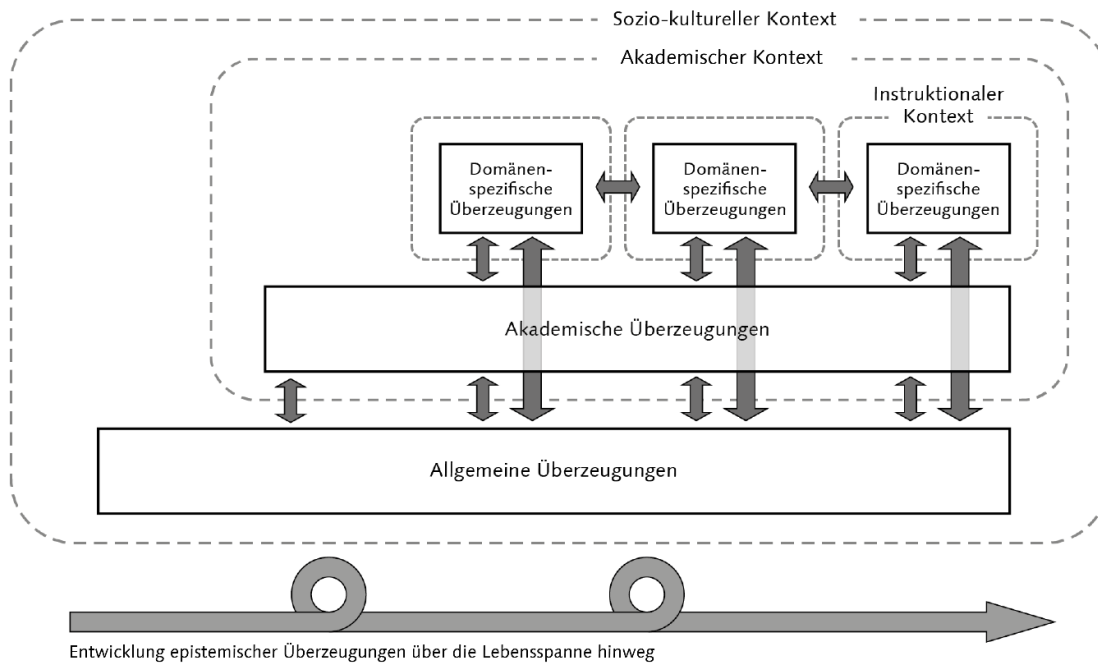 Sozio-kultureller Kontext
Akademischer Kontext
Instruktionaler
Kontext
Domänen-
spezifische
Überzeugungen
Domänen-
spezifische
Überzeugungen
Domänen-
spezifische
Überzeugungen
Akademische Überzeugungen
Allgemeine Überzeugungen
Entwicklung epistemischer Überzeugungen über die Lebensspanne hinweg